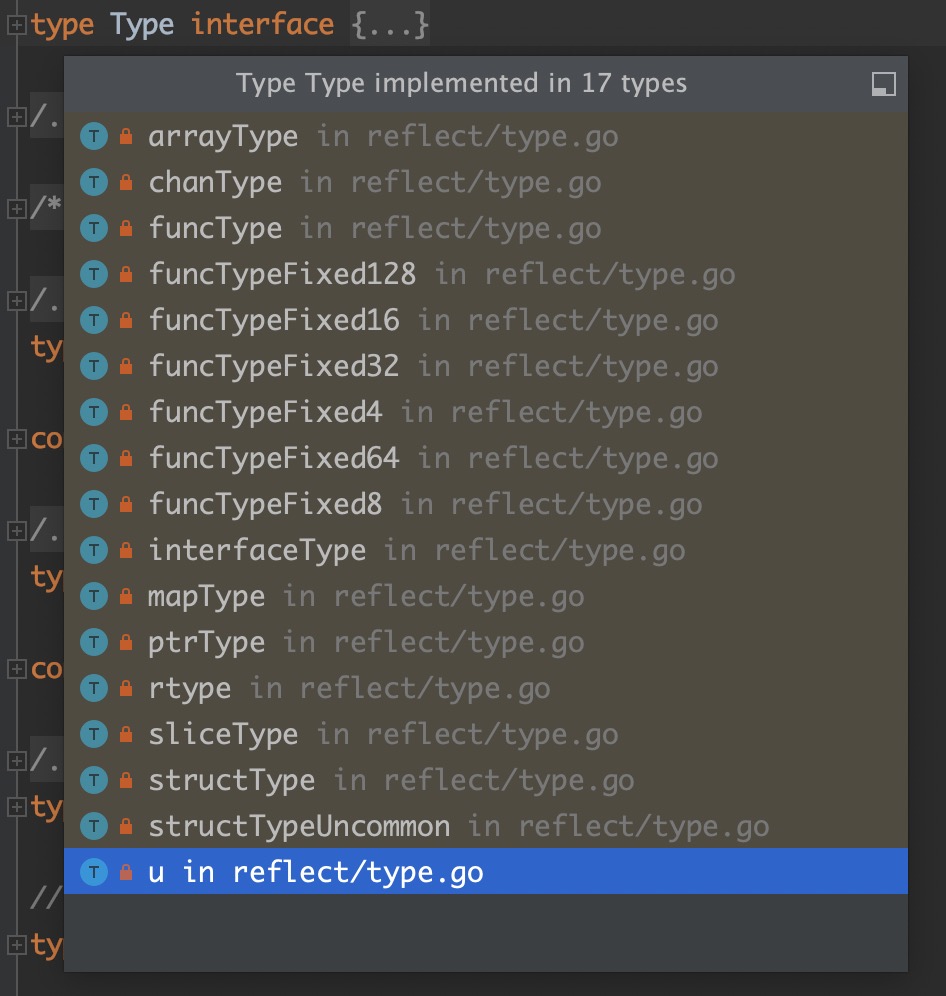 type Type interface {...}
Type Type implemented in 17 types
/.
T arrayType in reflect/type.go
T chanType in reflect/type.go
/*
T funcType in reflect/type.go
T funcTypeFixed128 in reflect/type.go
/.
T funcTypeFixed16 in reflect/type.go
ty
T funcTypeFixed32 in reflect/type.go
T funcTypeFixed4 in reflect/type.go
co
T funcTypeFixed64 in reflect/type.go
T funcTypeFixed8 in reflect/type.go
/.
T interfaceType in reflect/type.go
ty
T mapType in reflect/type.go
T ptrType in reflect/type.go
co
T rtype in reflect/type.go
T sliceType in reflect/type.go
/.
T structType in reflect/type.go
ty
T structTypeUncommon in reflect/type.go
T u in reflect/type.go
//
ty